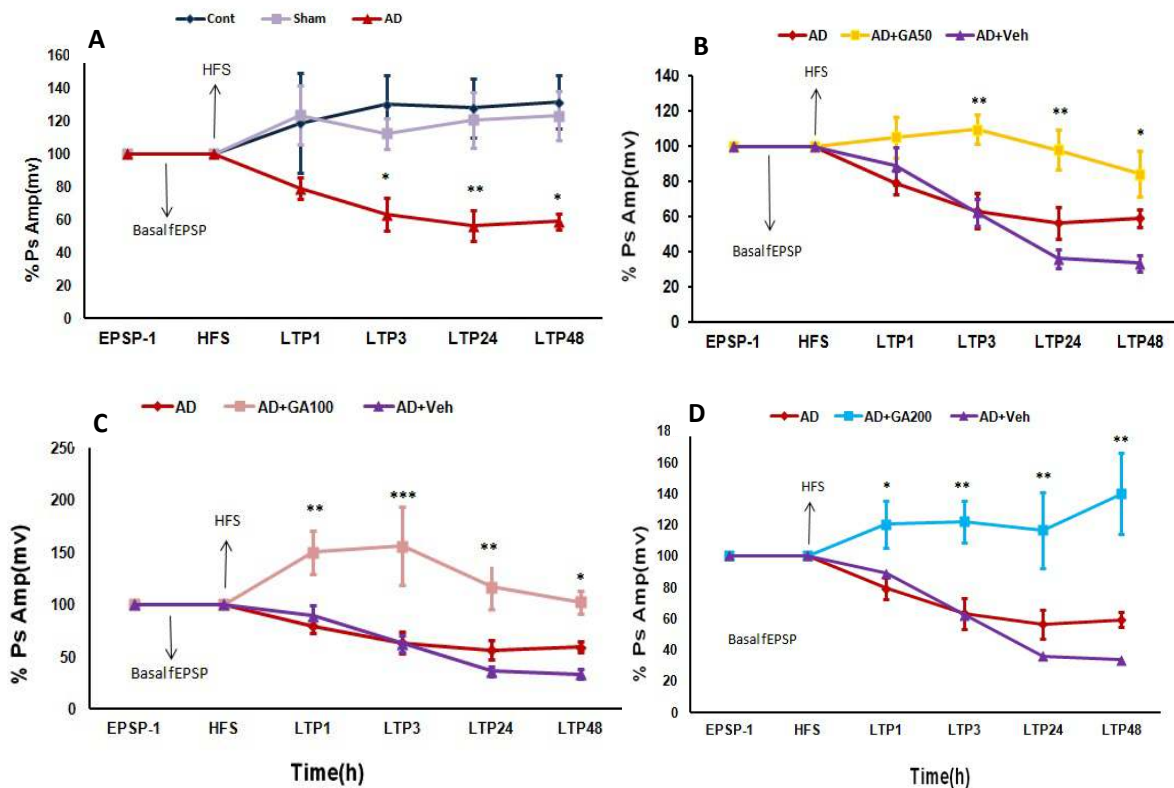 Cont Sham AD
A
160
140
120
100
80
60
40
20
0
% Ps Amp(mv)
HFS
Basal fEPSP
* ** *
EPSP-1 HFS LTP1 LTP3 LTP24 LTP48
AD AD+GA50 AD+Veh
B
140
120
100
80
60
40
20
0
% Ps Amp(mv)
HFS
Basal fEPSP
** ** *
EPSP-1 HFS LTP1 LTP3 LTP24 LTP48
AD AD+GA100 AD+Veh
C
250
200
150
100
50
0
% Ps Amp(mv)
HFS
Basal fEPSP
** *** ** *
EPSP-1 HFS LTP1 LTP3 LTP24 LTP48
Time(h)
AD AD+GA200 AD+Veh
D
18
160
140
120
100
80
60
40
20
0
% Ps Amp(mv)
HFS
Basal fEPSP
* ** ** **
EPSP-1 HFS LTP1 LTP3 LTP24 LTP48
Time(h)